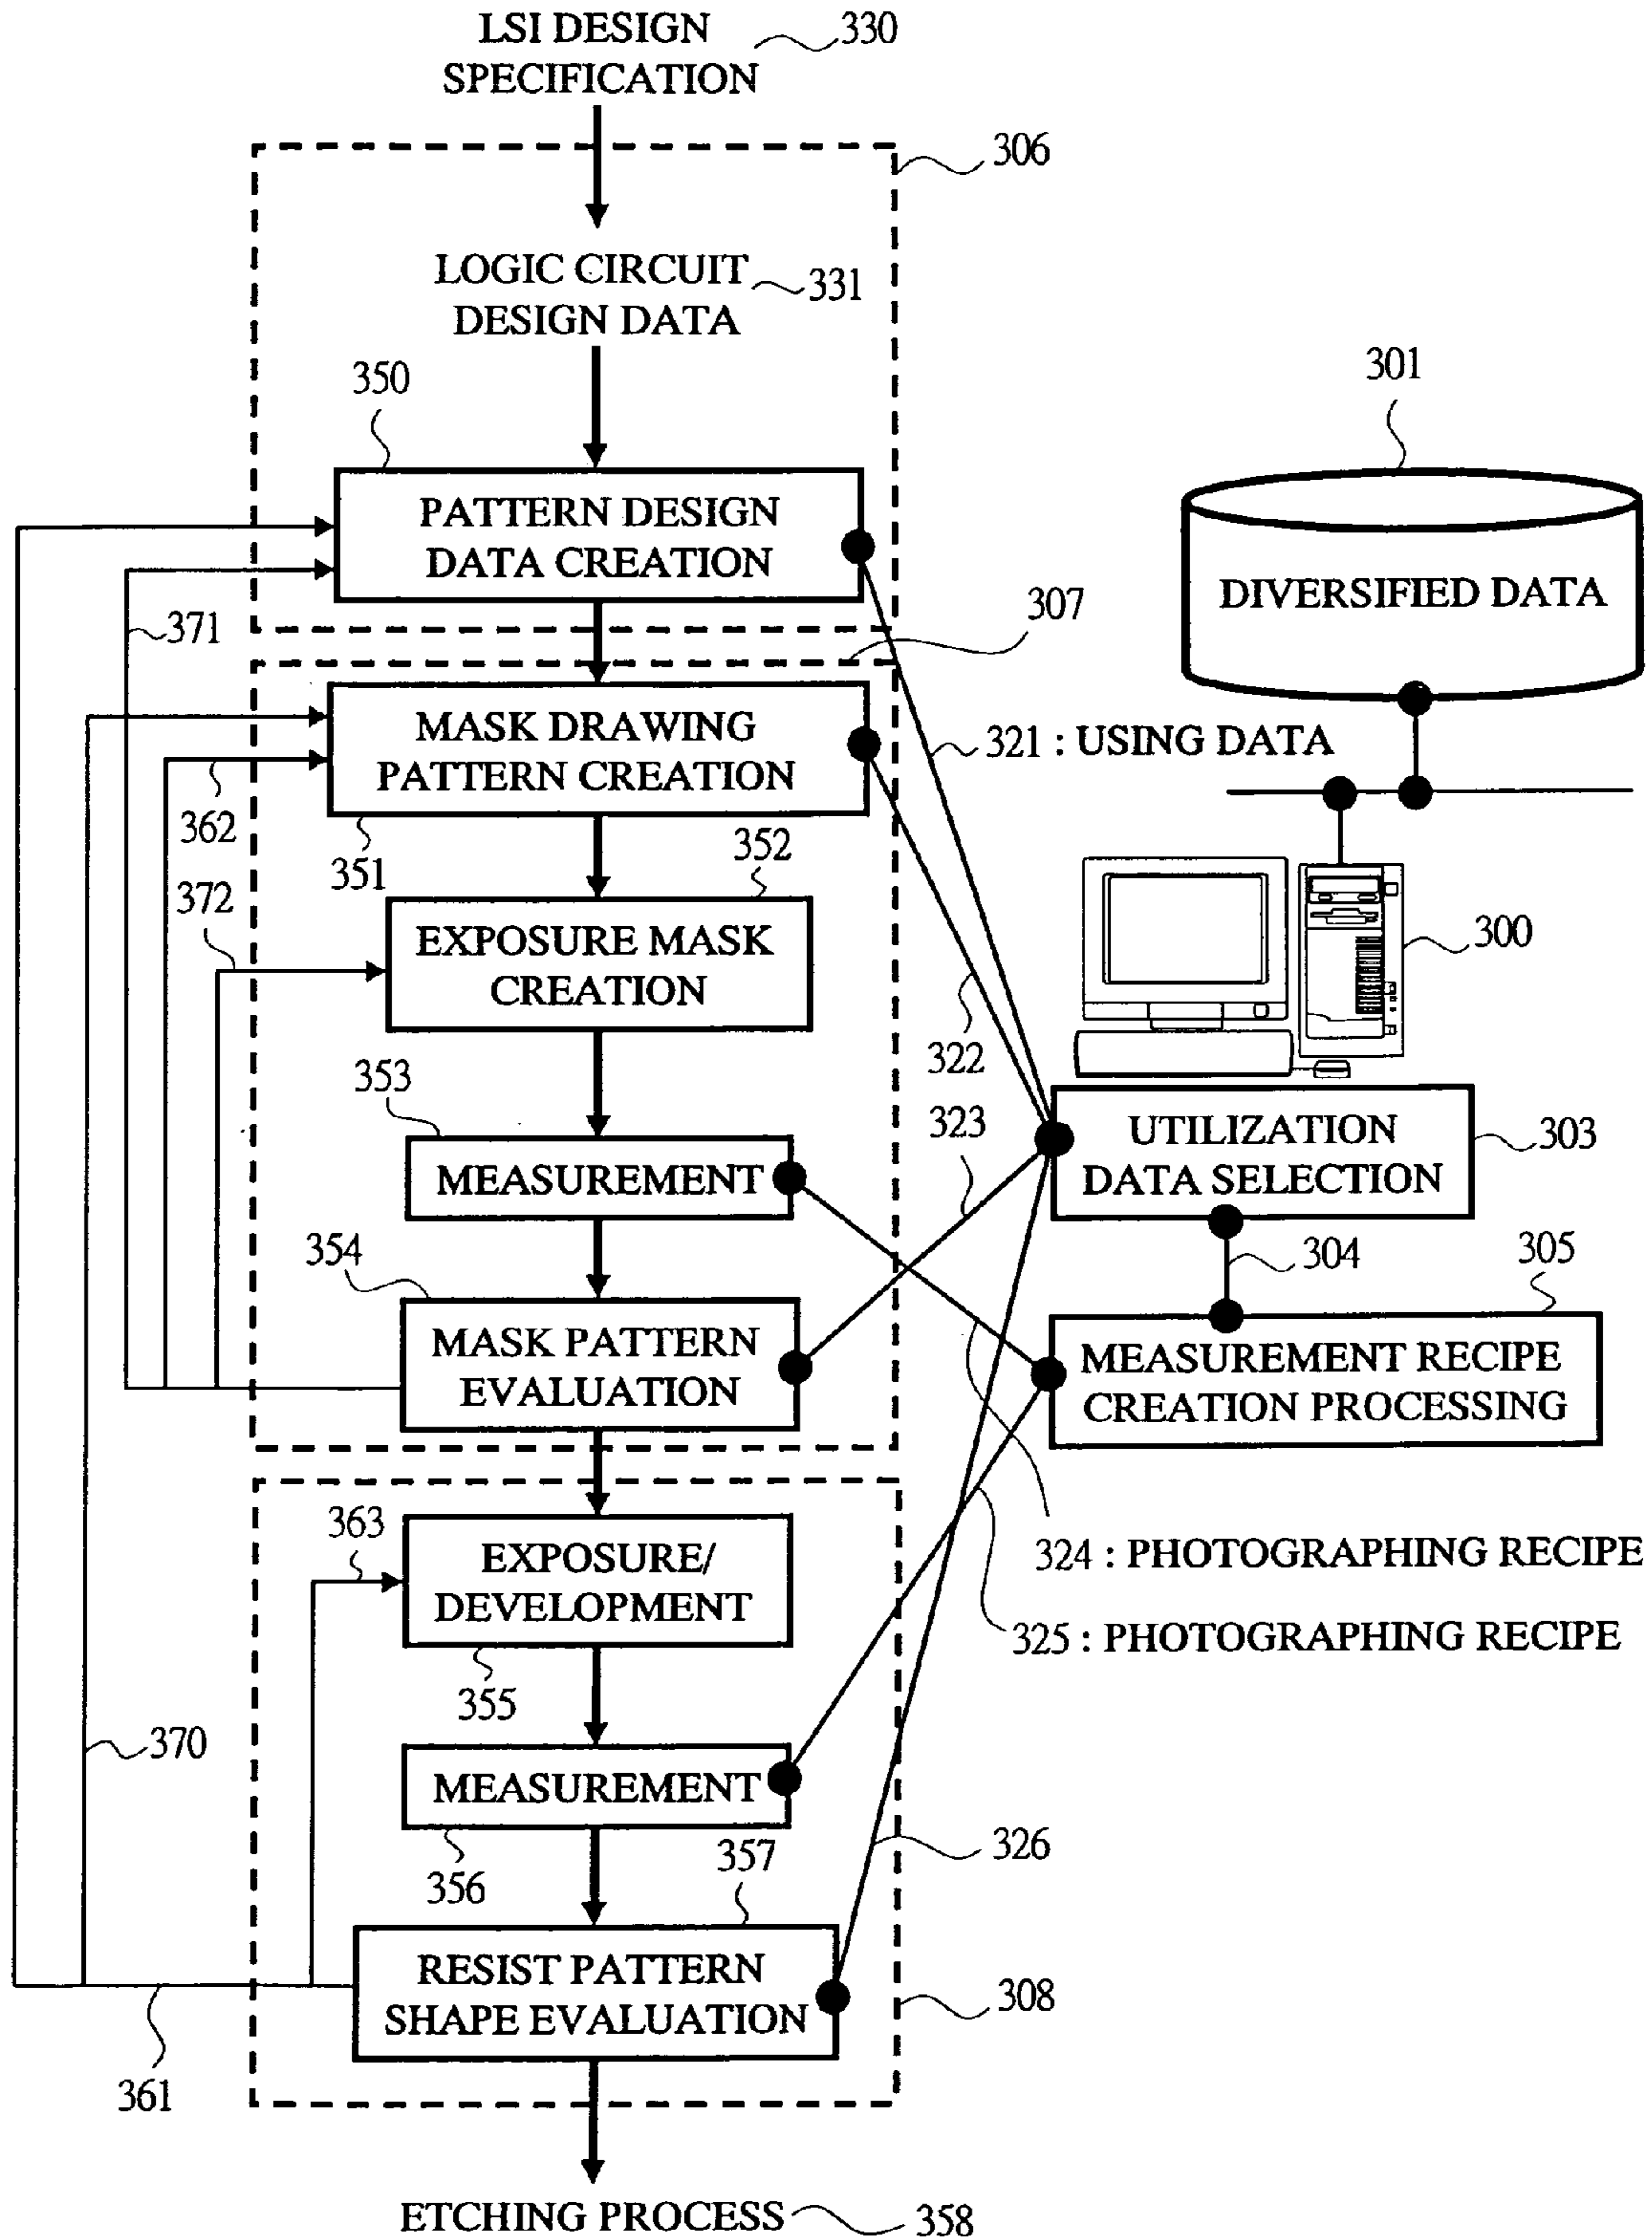 LSI DESIGN
SPECIFICATION
330
306
LOGIC CIRCUIT
DESIGN DATA
331
350
PATTERN DESIGN
DATA CREATION
301
DIVERSIFIED DATA
371
307
MASK DRAWING
PATTERN CREATION
321 : USING DATA
362
351
352
372
EXPOSURE MASK
CREATION
300
322
353
323
MEASUREMENT
UTILIZATION
DATA SELECTION
303
354
304
305
MASK PATTERN
EVALUATION
MEASUREMENT RECIPE
CREATION PROCESSING
363
EXPOSURE/
DEVELOPMENT
324 : PHOTOGRAPHING RECIPE
325 : PHOTOGRAPHING RECIPE
355
370
MEASUREMENT
326
356
357
RESIST PATTERN
SHAPE EVALUATION
308
361
ETCHING PROCESS
358